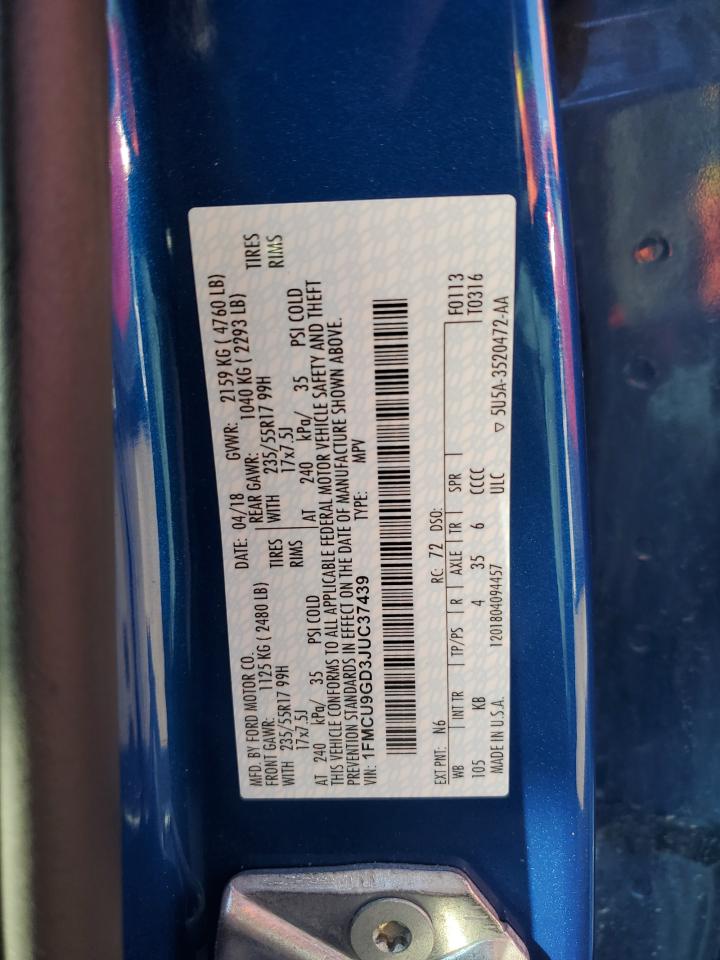 MFD. BY FORD MOTOR CO. DATE: 04/18 GVWR: 2159 KG ( 4760 LB)
FRONT GAWR: 1125 KG ( 2480 LB) REAR GAWR: 1040 KG ( 2293 LB)
WITH 235/55R17 99H TIRES WITH 235/55R17 99H TIRES
17x7.5J RIMS 17x7.5J RIMS
AT 240 kPa/ 35 PSI COLD AT 240 kPa/ 35 PSI COLD
THIS VEHICLE CONFORMS TO ALL APPLICABLE FEDERAL MOTOR VEHICLE SAFETY AND THEFT
PREVENTION STANDARDS IN EFFECT ON THE DATE OF MANUFACTURE SHOWN ABOVE.
VIN: 1FMCU9GD3JUC37439 TYPE: MPV
EXT PNT: N6 RC: 72 DSO: F0113
WB INT TR TP/PS R AXLE TR SPR T0316
105 KB 4 35 6 CCCC
MADE IN U.S.A. 1201804094457 ULC ▽ 5U5A-3520472-AA